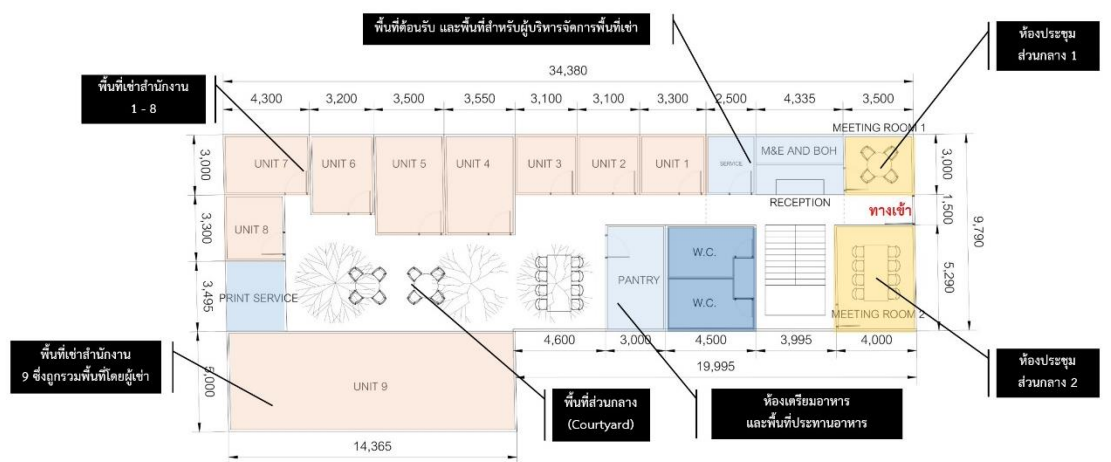 พื้นที่ต้อนรับ และพื้นที่สำหรับผู้บริหารจัดการพื้นที่เช่า
ห้องประชุม
ส่วนกลาง 1
พื้นที่เช่าสำนักงาน
1 - 8
34,380
4,300
3,200
3,500
3,550
3,100
3,100
3,300
2,500
4,335
3,500
MEETING ROOM 1
3,000
UNIT 7
UNIT 6
UNIT 5
UNIT 4
UNIT 3
UNIT 2
UNIT 1
SERVICE
M&E AND BOH
3,000
RECEPTION
ทางเข้า
1,500
9,790
3,300
UNIT 8
5,290
3,495
PRINT SERVICE
PANTRY
W.C.
W.C.
MEETING ROOM 2
4,600
3,000
4,500
3,995
4,000
19,995
พื้นที่เช่าสำนักงาน
9 ซึ่งถูกรวมพื้นที่โดยผู้เช่า
5,000
UNIT 9
14,365
พื้นที่ส่วนกลาง
(Courtyard)
ห้องเตรียมอาหาร
และพื้นที่ประทานอาหาร
ห้องประชุม
ส่วนกลาง 2